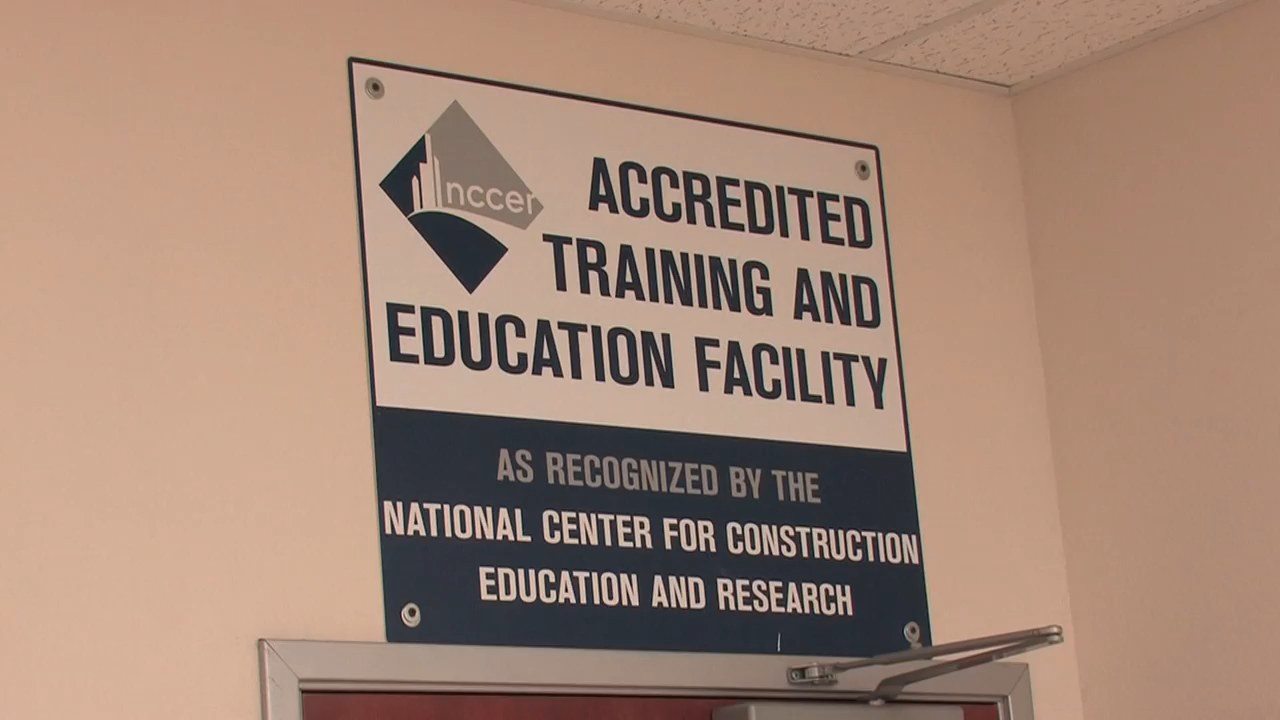 nccer
ACCREDITED
TRAINING AND
EDUCATION FACILITY
AS RECOGNIZED BY THE
NATIONAL CENTER FOR CONSTRUCTION
EDUCATION AND RESEARCH